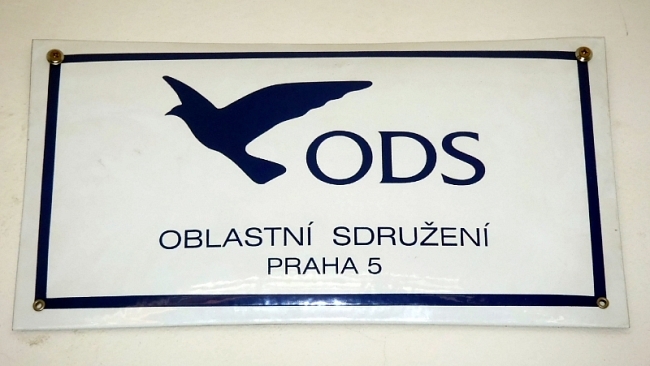 ODS
OBLASTNÍ SDRUŽENÍ
PRAHA 5